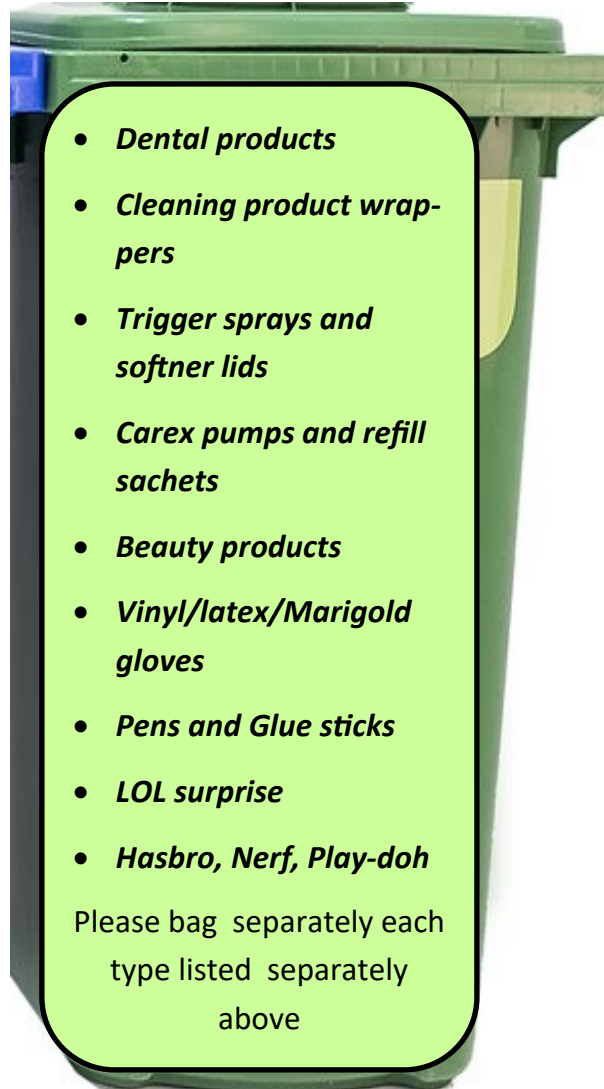 • Dental products
• Cleaning product wrap-
pers
• Trigger sprays and
softner lids
• Carex pumps and refill
sachets
• Beauty products
• Vinyl/latex/Marigold
gloves
• Pens and Glue sticks
• LOL surprise
• Hasbro, Nerf, Play-doh
Please bag  separately each
type listed  separately
above